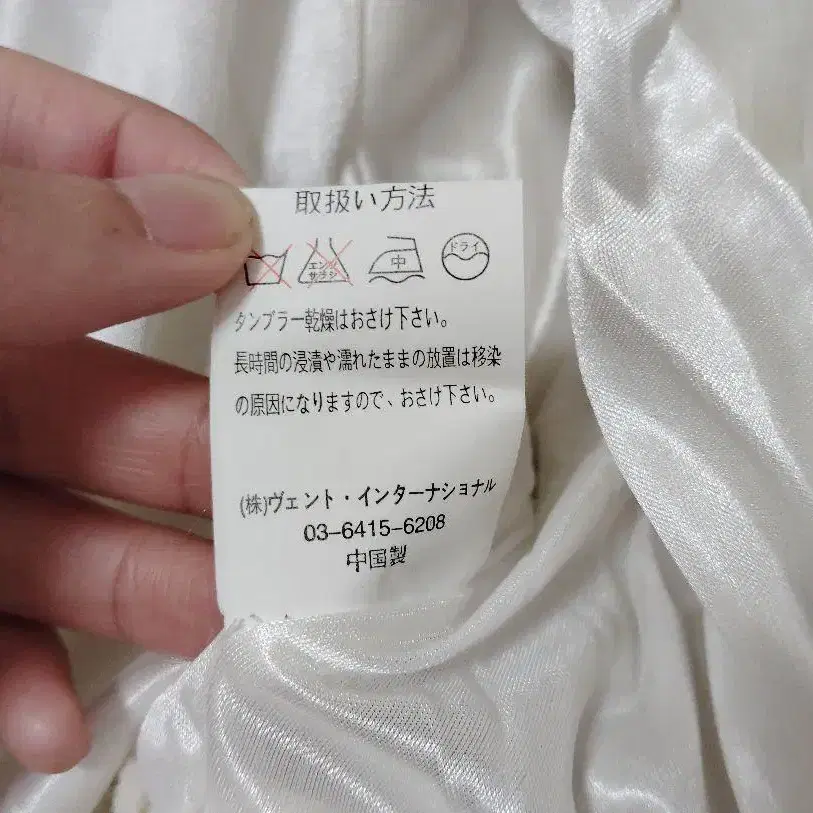 取扱い方法
エンソ サラシ 中 ドライ
タンブラー乾燥はおさけ下さい。
長時間の浸漬や濡れたままの放置は移染
の原因になりますので、おさけ下さい。
(株)ヴェント・インターナショナル
03-6415-6208
中国製